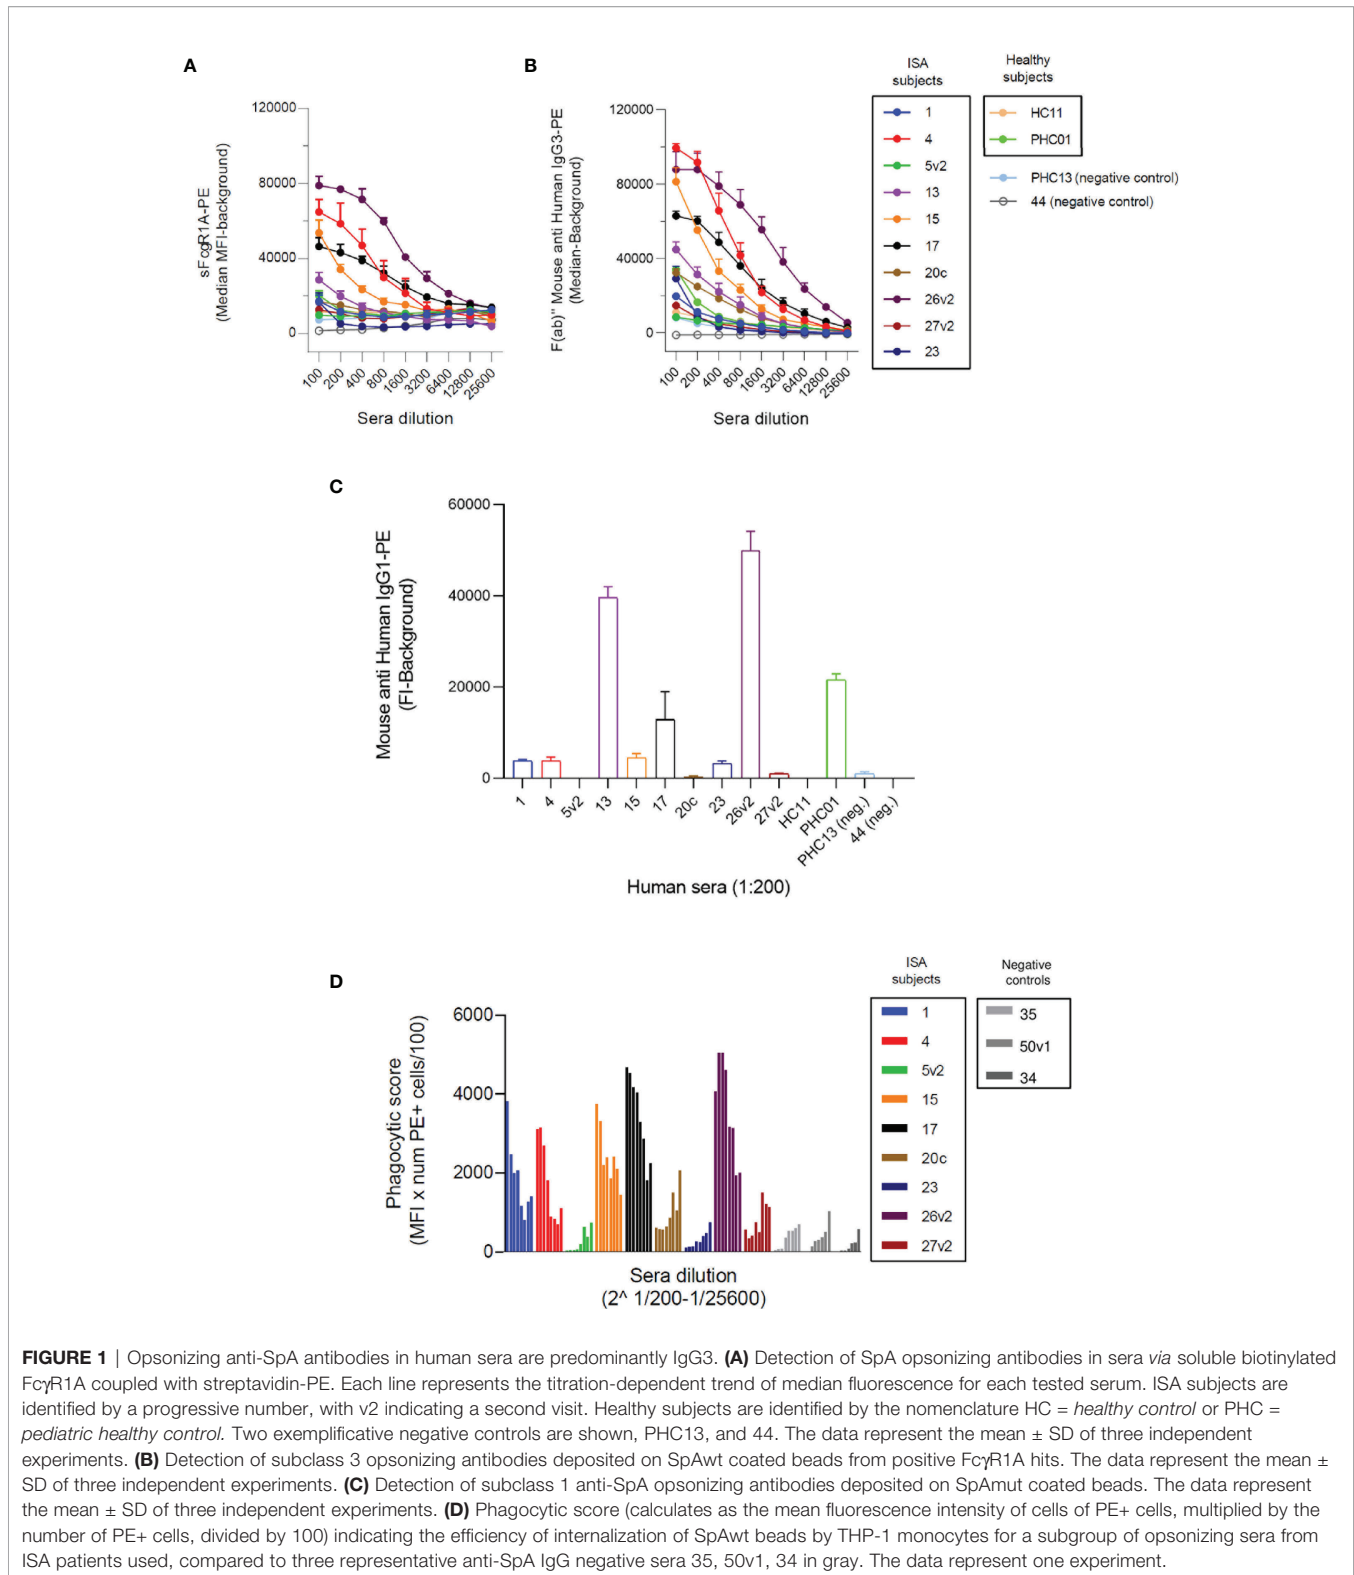 A
sFcgR1A-PE
(Median MFI-background)
120000
80000
40000
0
100
200
400
800
1600
3200
6400
12800
25600
Sera dilution
B
F(ab)" Mouse anti Human IgG3-PE
(Median-Background)
120000
80000
40000
0
100
200
400
800
1600
3200
6400
12800
25600
Sera dilution
ISA
subjects
1
4
5v2
13
15
17
20c
26v2
27v2
23
Healthy
subjects
HC11
PHC01
PHC13 (negative control)
44 (negative control)
C
Mouse anti Human IgG1-PE
(FI-Background)
60000
40000
20000
0
1
4
5v2
13
15
17
20c
23
26v2
27v2
HC11
PHC01
PHC13 (neg.)
44 (neg.)
Human sera (1:200)
D
Phagocytic score
(MFI x num PE+ cells/100)
6000
4000
2000
0
Sera dilution
(2^ 1/200-1/25600)
ISA
subjects
1
4
5v2
15
17
20c
23
26v2
27v2
Negative
controls
35
50v1
34
FIGURE 1 | Opsonizing anti-SpA antibodies in human sera are predominantly IgG3. (A) Detection of SpA opsonizing antibodies in sera via soluble biotinylated
FcγR1A coupled with streptavidin-PE. Each line represents the titration-dependent trend of median fluorescence for each tested serum. ISA subjects are
identified by a progressive number, with v2 indicating a second visit. Healthy subjects are identified by the nomenclature HC = healthy control or PHC =
pediatric healthy control. Two exemplificative negative controls are shown, PHC13, and 44. The data represent the mean ± SD of three independent
experiments. (B) Detection of subclass 3 opsonizing antibodies deposited on SpAwt coated beads from positive FcγR1A hits. The data represent the mean ±
SD of three independent experiments. (C) Detection of subclass 1 anti-SpA opsonizing antibodies deposited on SpAmut coated beads. The data represent
the mean ± SD of three independent experiments. (D) Phagocytic score (calculates as the mean fluorescence intensity of cells of PE+ cells, multiplied by the
number of PE+ cells, divided by 100) indicating the efficiency of internalization of SpAwt beads by THP-1 monocytes for a subgroup of opsonizing sera from
ISA patients used, compared to three representative anti-SpA IgG negative sera 35, 50v1, 34 in gray. The data represent one experiment.